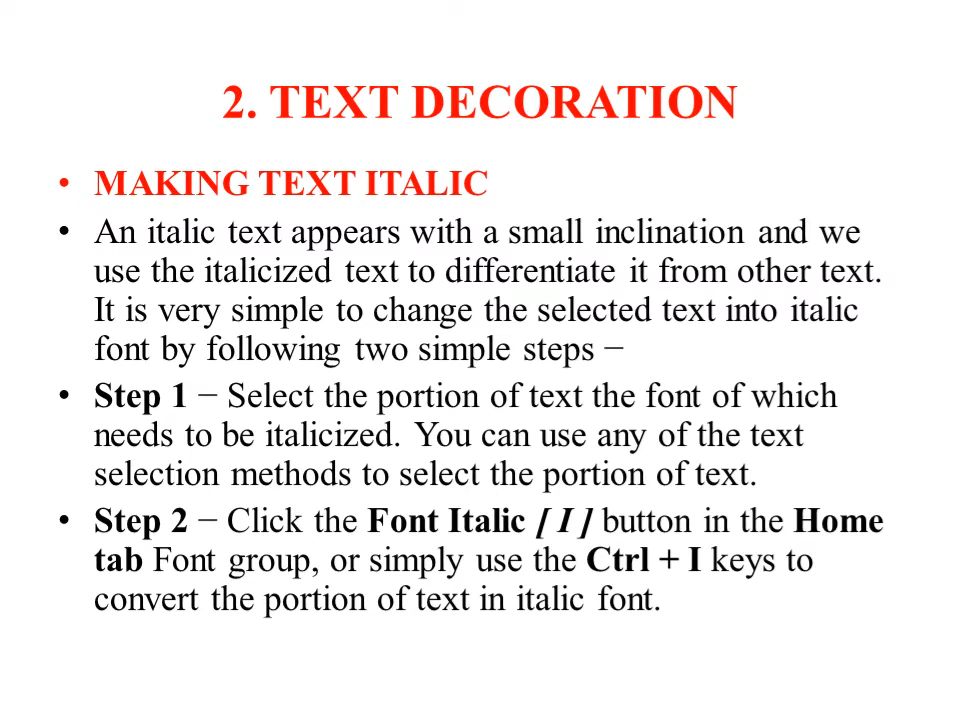 2. TEXT DECORATION
• MAKING TEXT ITALIC
• An italic text appears with a small inclination and we
use the italicized text to differentiate it from other text.
It is very simple to change the selected text into italic
font by following two simple steps −
• Step 1 − Select the portion of text the font of which
needs to be italicized. You can use any of the text
selection methods to select the portion of text.
• Step 2 − Click the Font Italic [ I ] button in the Home
tab Font group, or simply use the Ctrl + I keys to
convert the portion of text in italic font.